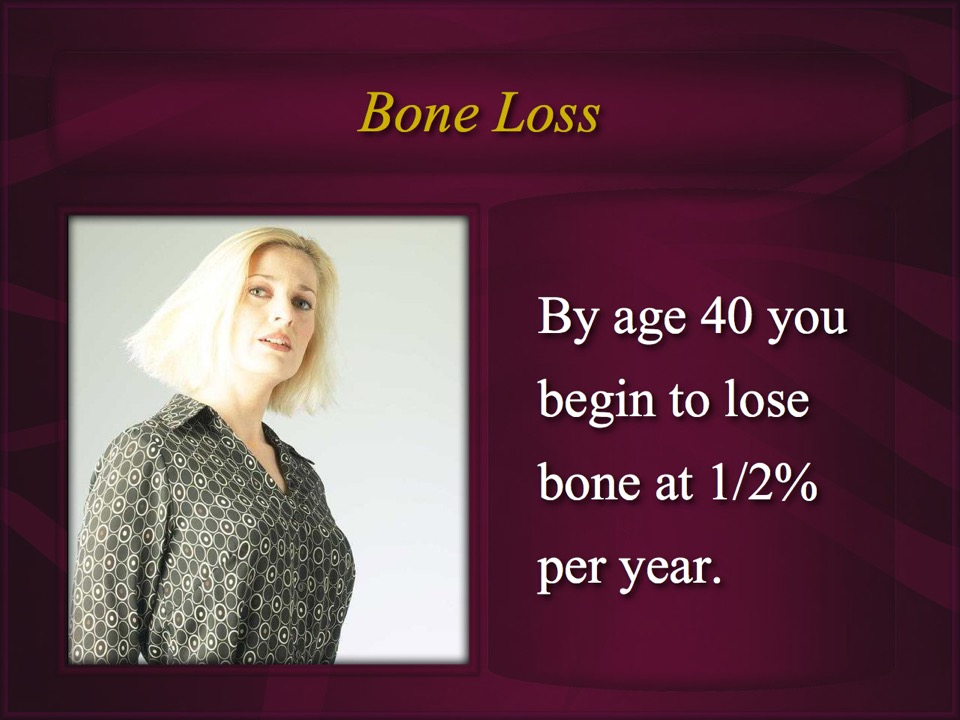 Bone Loss
By age 40 you
begin to lose
bone at 1/2%
per year.